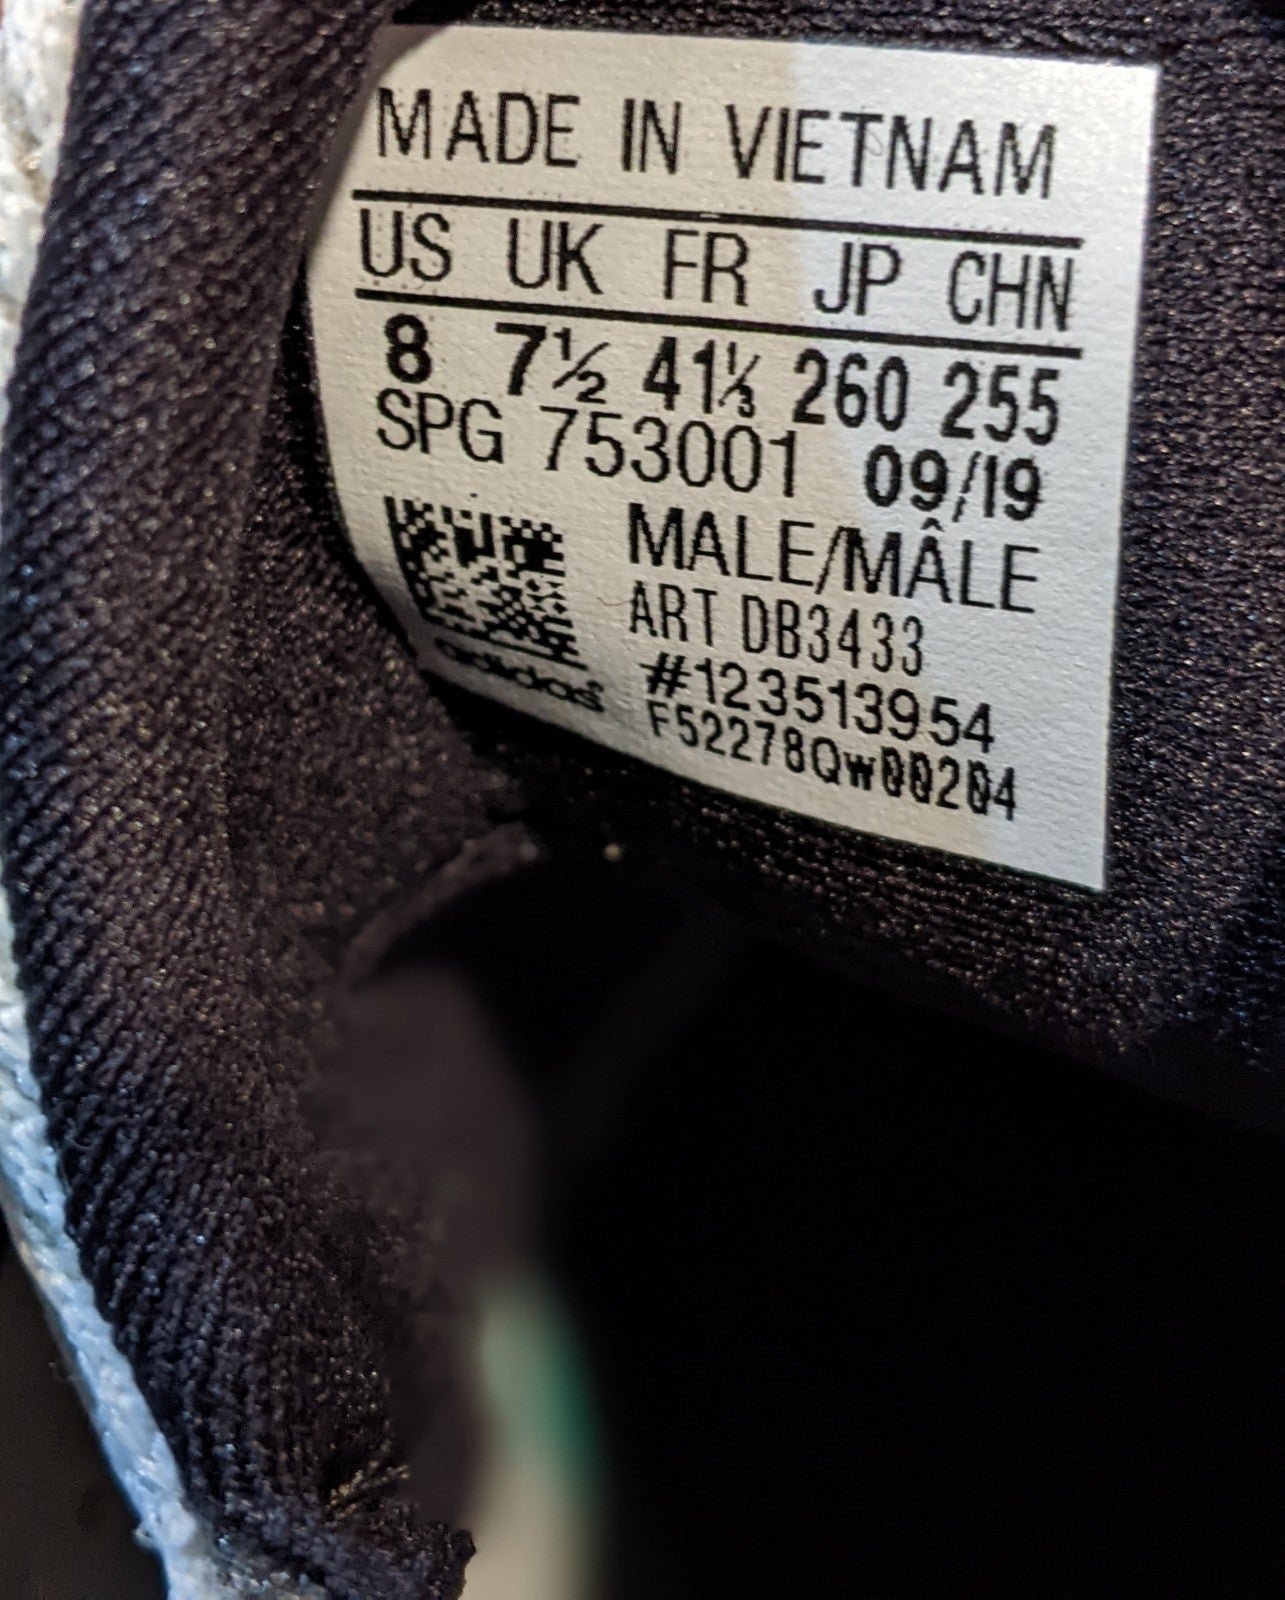 MADE IN VIETNAM
US UK FR JP CHN
8 7½ 41⅓ 260 255
SPG 753001 09/19
MALE/MÂLE
ART DB3433
#123513954
F52278Qw00204
adidas